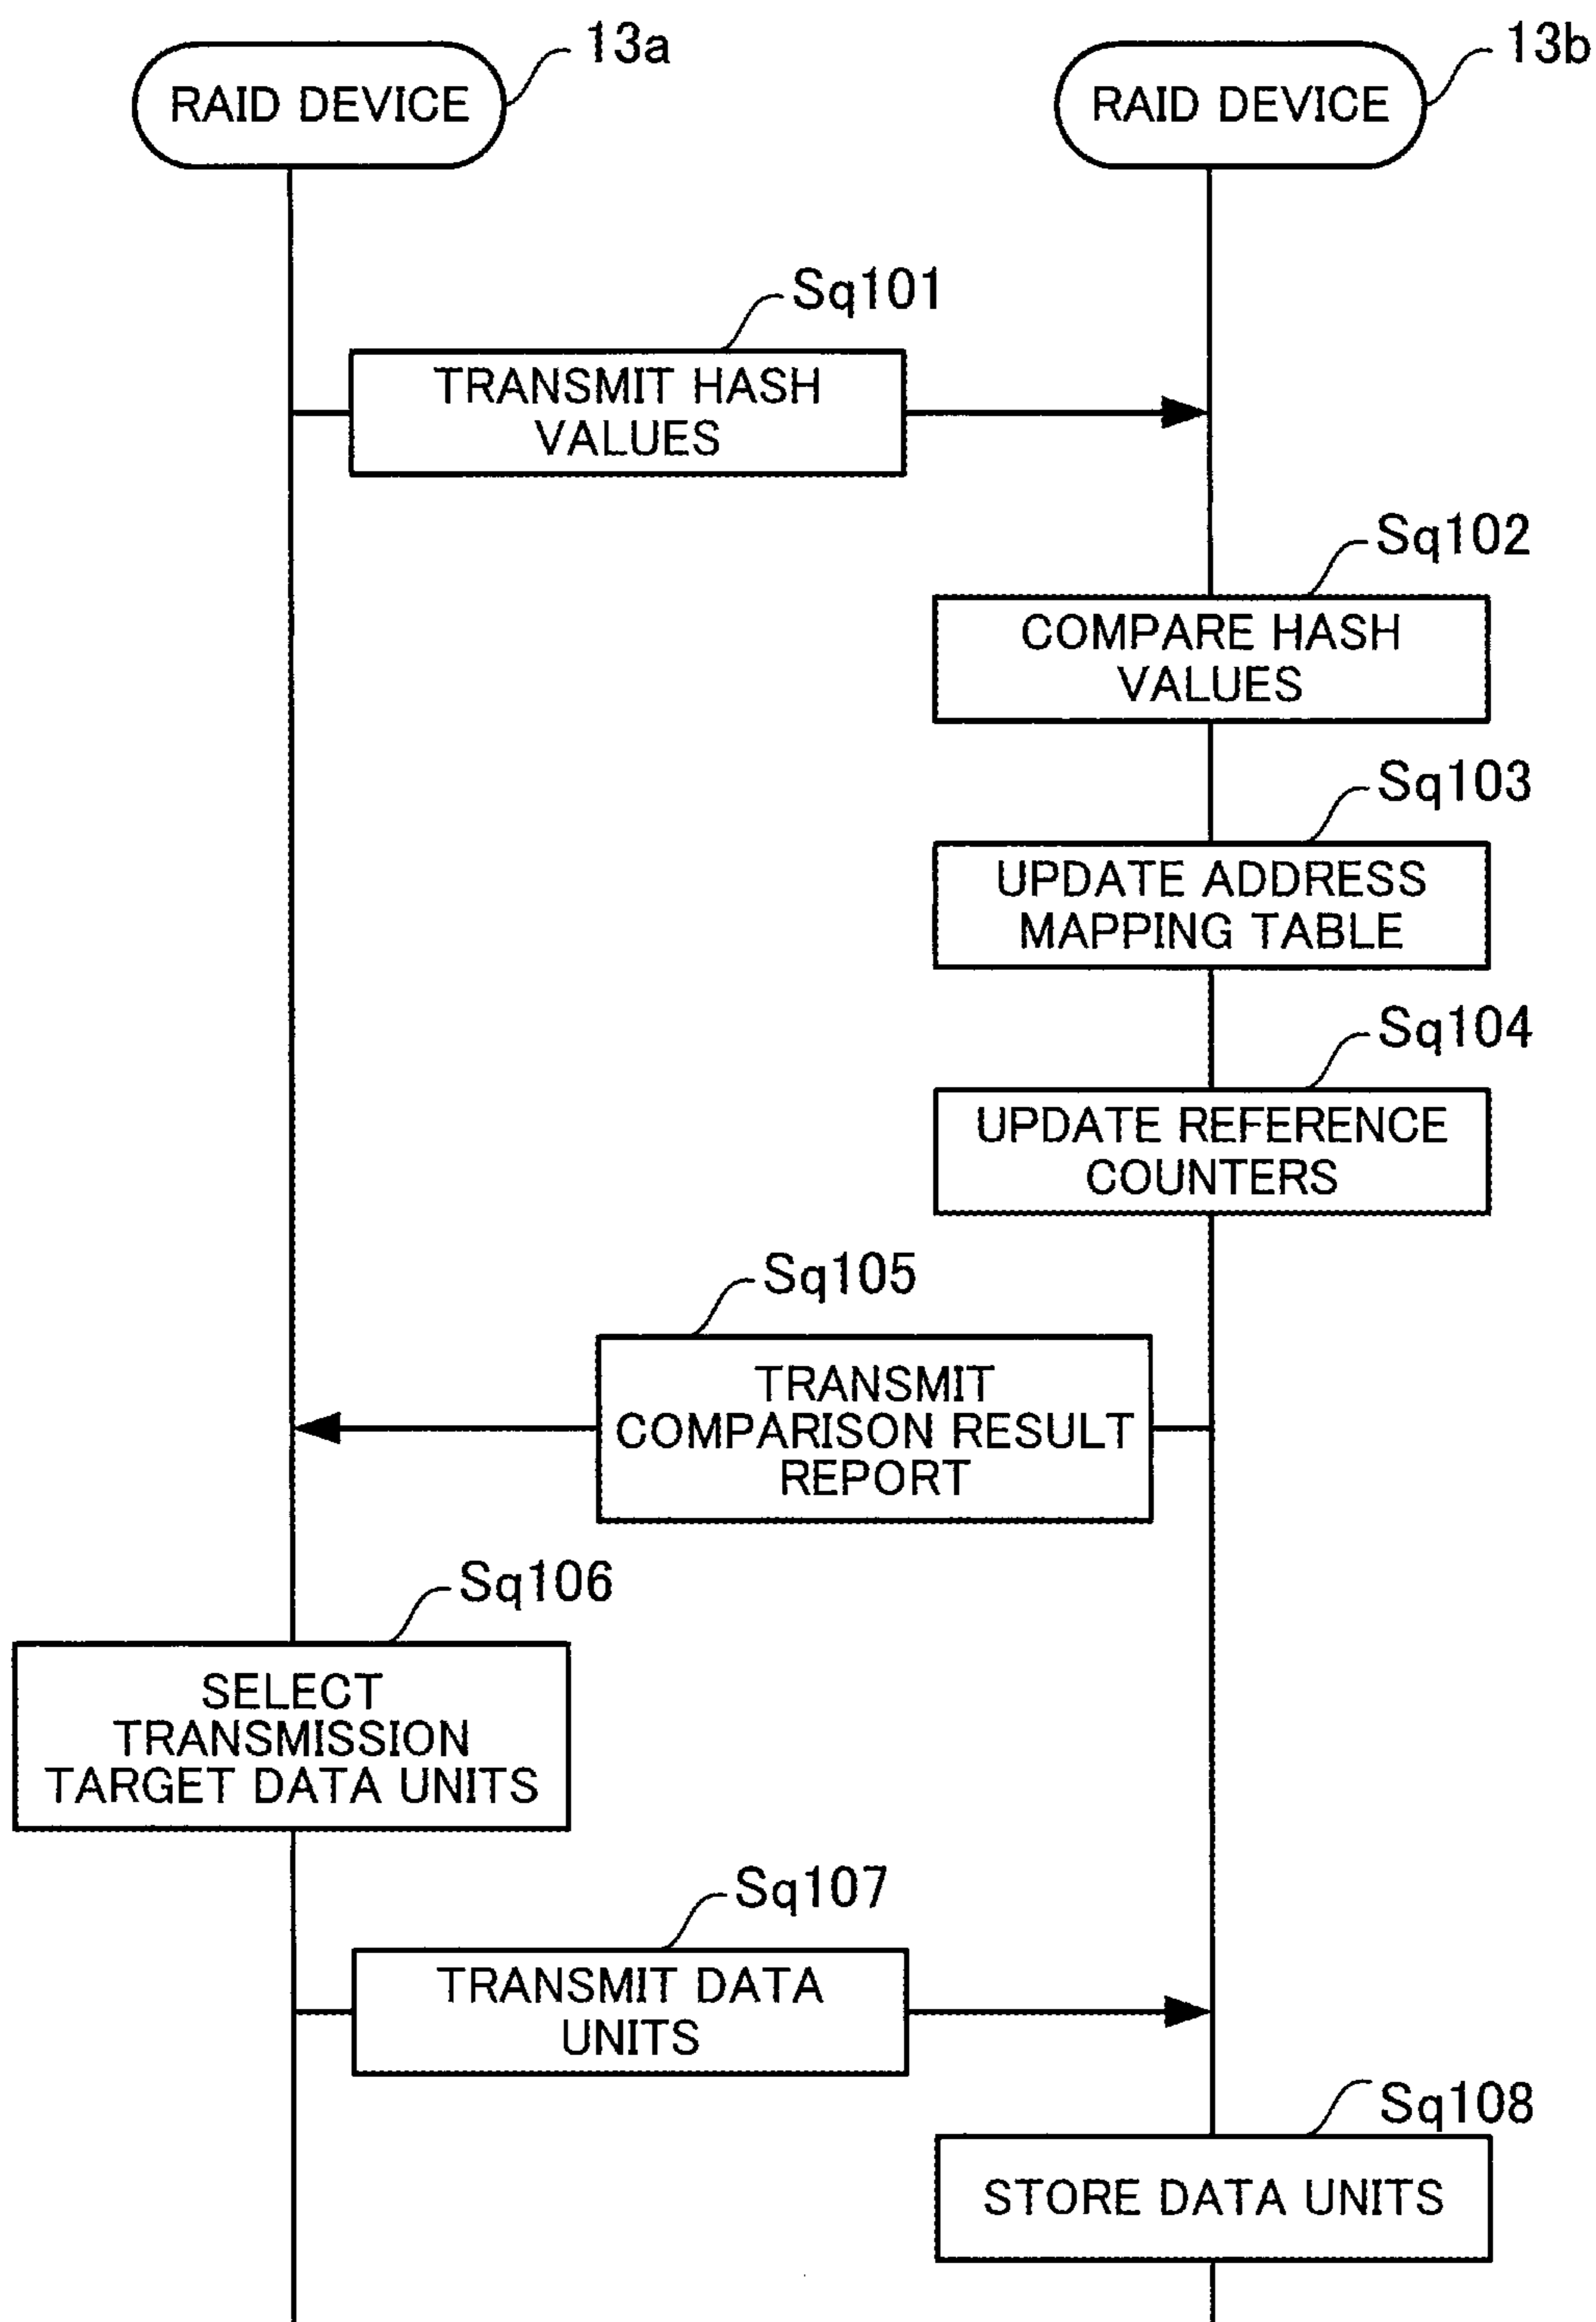 13a
13b
RAID DEVICE
RAID DEVICE
Sq101
TRANSMIT HASH
VALUES
Sq102
COMPARE HASH
VALUES
Sq103
UPDATE ADDRESS
MAPPING TABLE
Sq104
UPDATE REFERENCE
COUNTERS
Sq105
TRANSMIT
COMPARISON RESULT
REPORT
Sq106
SELECT
TRANSMISSION
TARGET DATA UNITS
Sq107
TRANSMIT DATA
UNITS
Sq108
STORE DATA UNITS